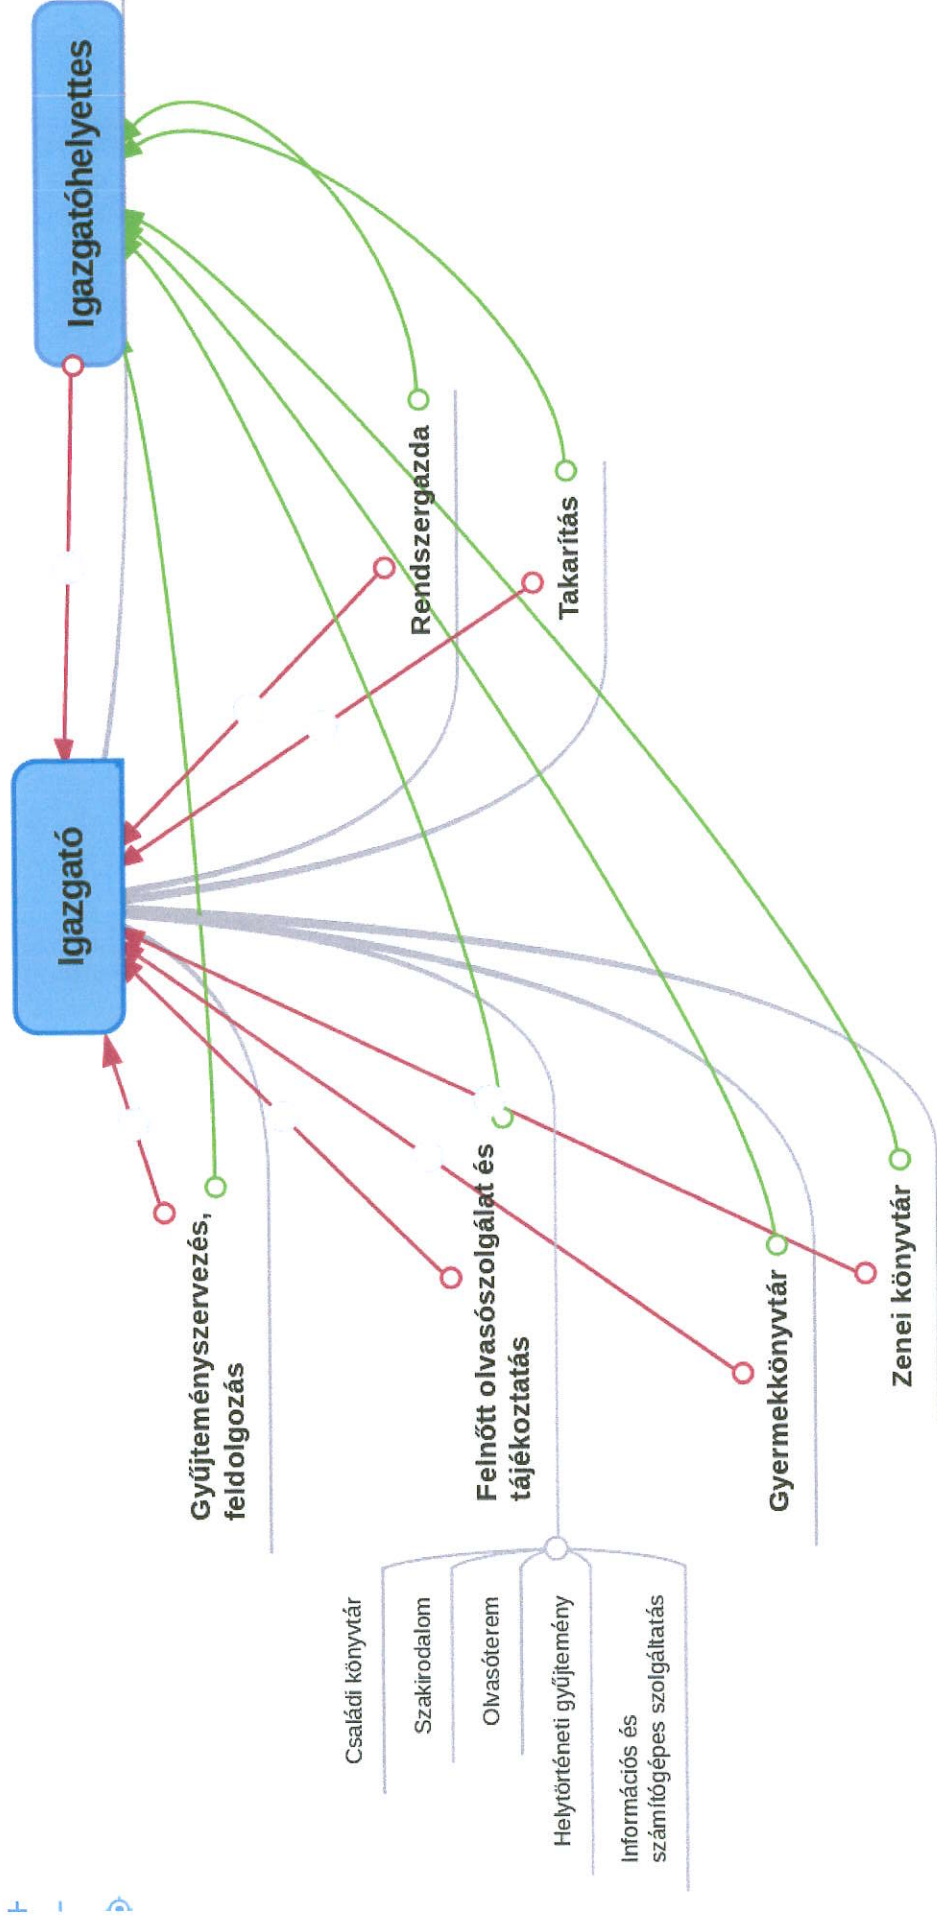 Igazgató
Igazgatóhelyettes
Gyűjteményszervezés,
feldolgozás
Felnőtt olvasószolgálat és
tájékoztatás
Gyermekkönyvtár
Zenei könyvtár
Rendszergazda
Takarítás
Családi könyvtár
Szakirodalom
Olvasóterem
Helytörténeti gyűjtemény
Információs és
számítógépes szolgáltatás